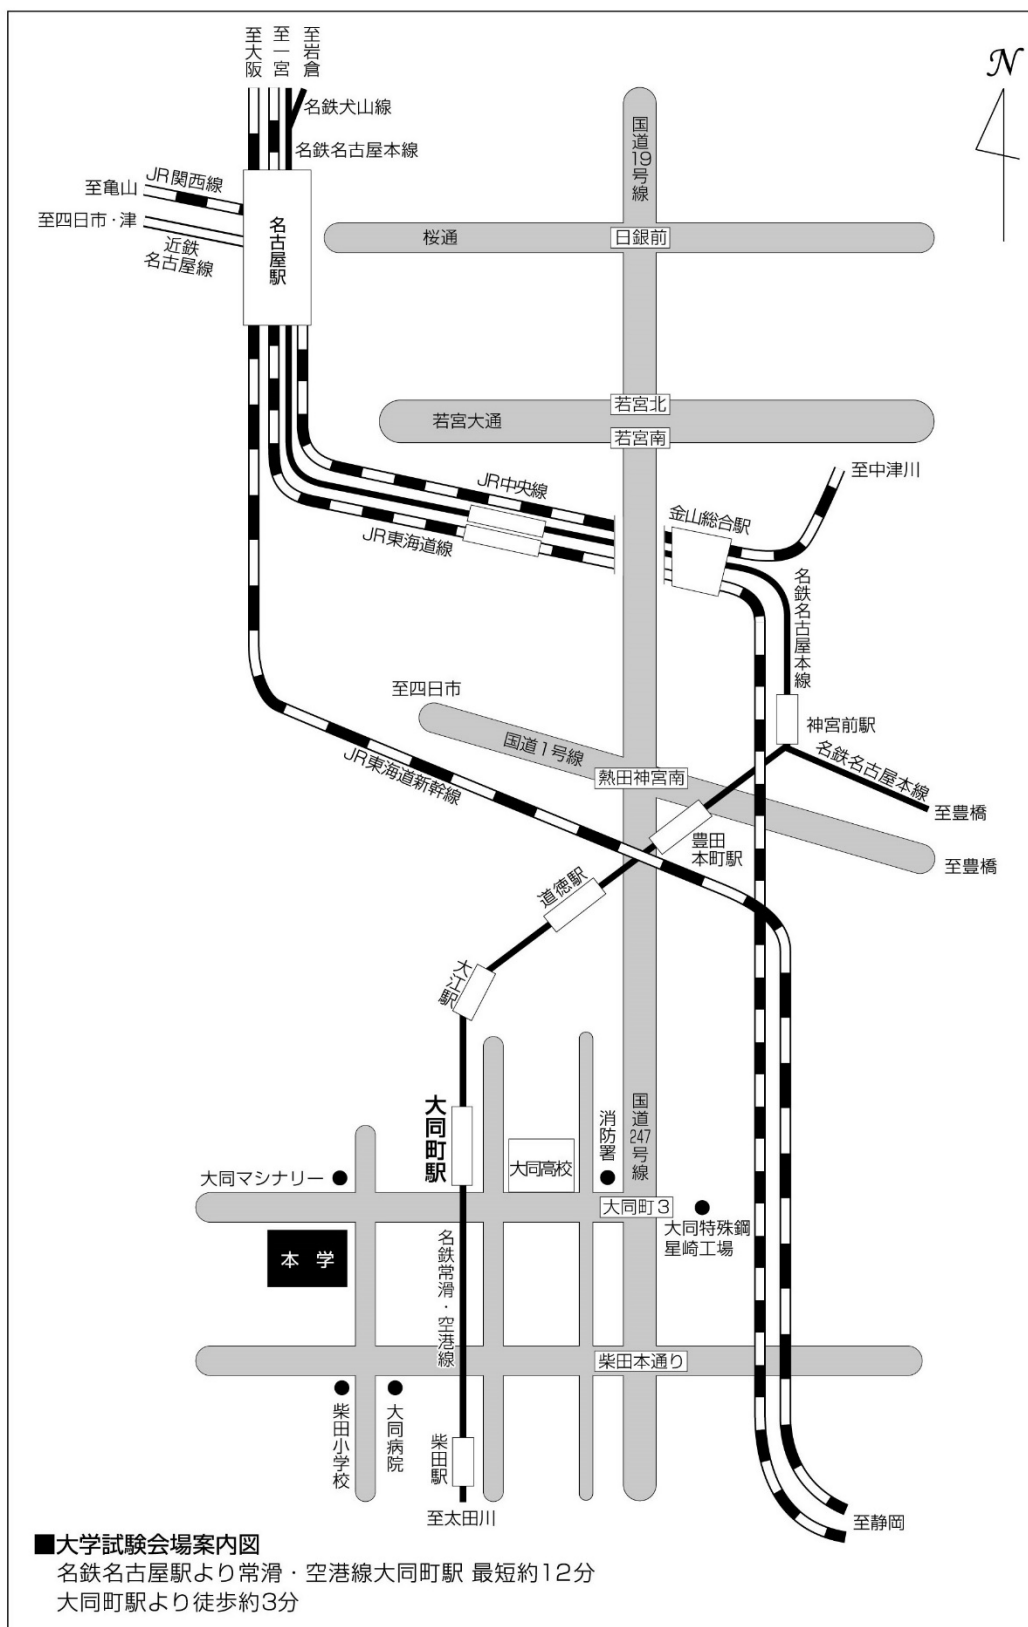 至大阪
至一宮
至岩倉
N
名鉄犬山線
国道19号線
名鉄名古屋本線
JR関西線
至亀山
至四日市・津
近鉄
名古屋線
名古屋駅
桜通
日銀前
若宮北
若宮大通
若宮南
至中津川
JR中央線
金山総合駅
JR東海道線
名鉄名古屋本線
至四日市
神宮前駅
国道1号線
名鉄名古屋本線
JR東海道新幹線
熱田神宮南
至豊橋
豊田
本町駅
至豊橋
道徳駅
大江駅
大同町駅
消防署
国道247号線
大同高校
大同マシナリー
大同町3
大同特殊鋼
星崎工場
本 学
名鉄常滑・空港線
柴田本通り
柴田小学校
大同病院
柴田駅
至太田川
至静岡
■大学試験会場案内図
名鉄名古屋駅より常滑・空港線大同町駅 最短約12分
大同町駅より徒歩約3分